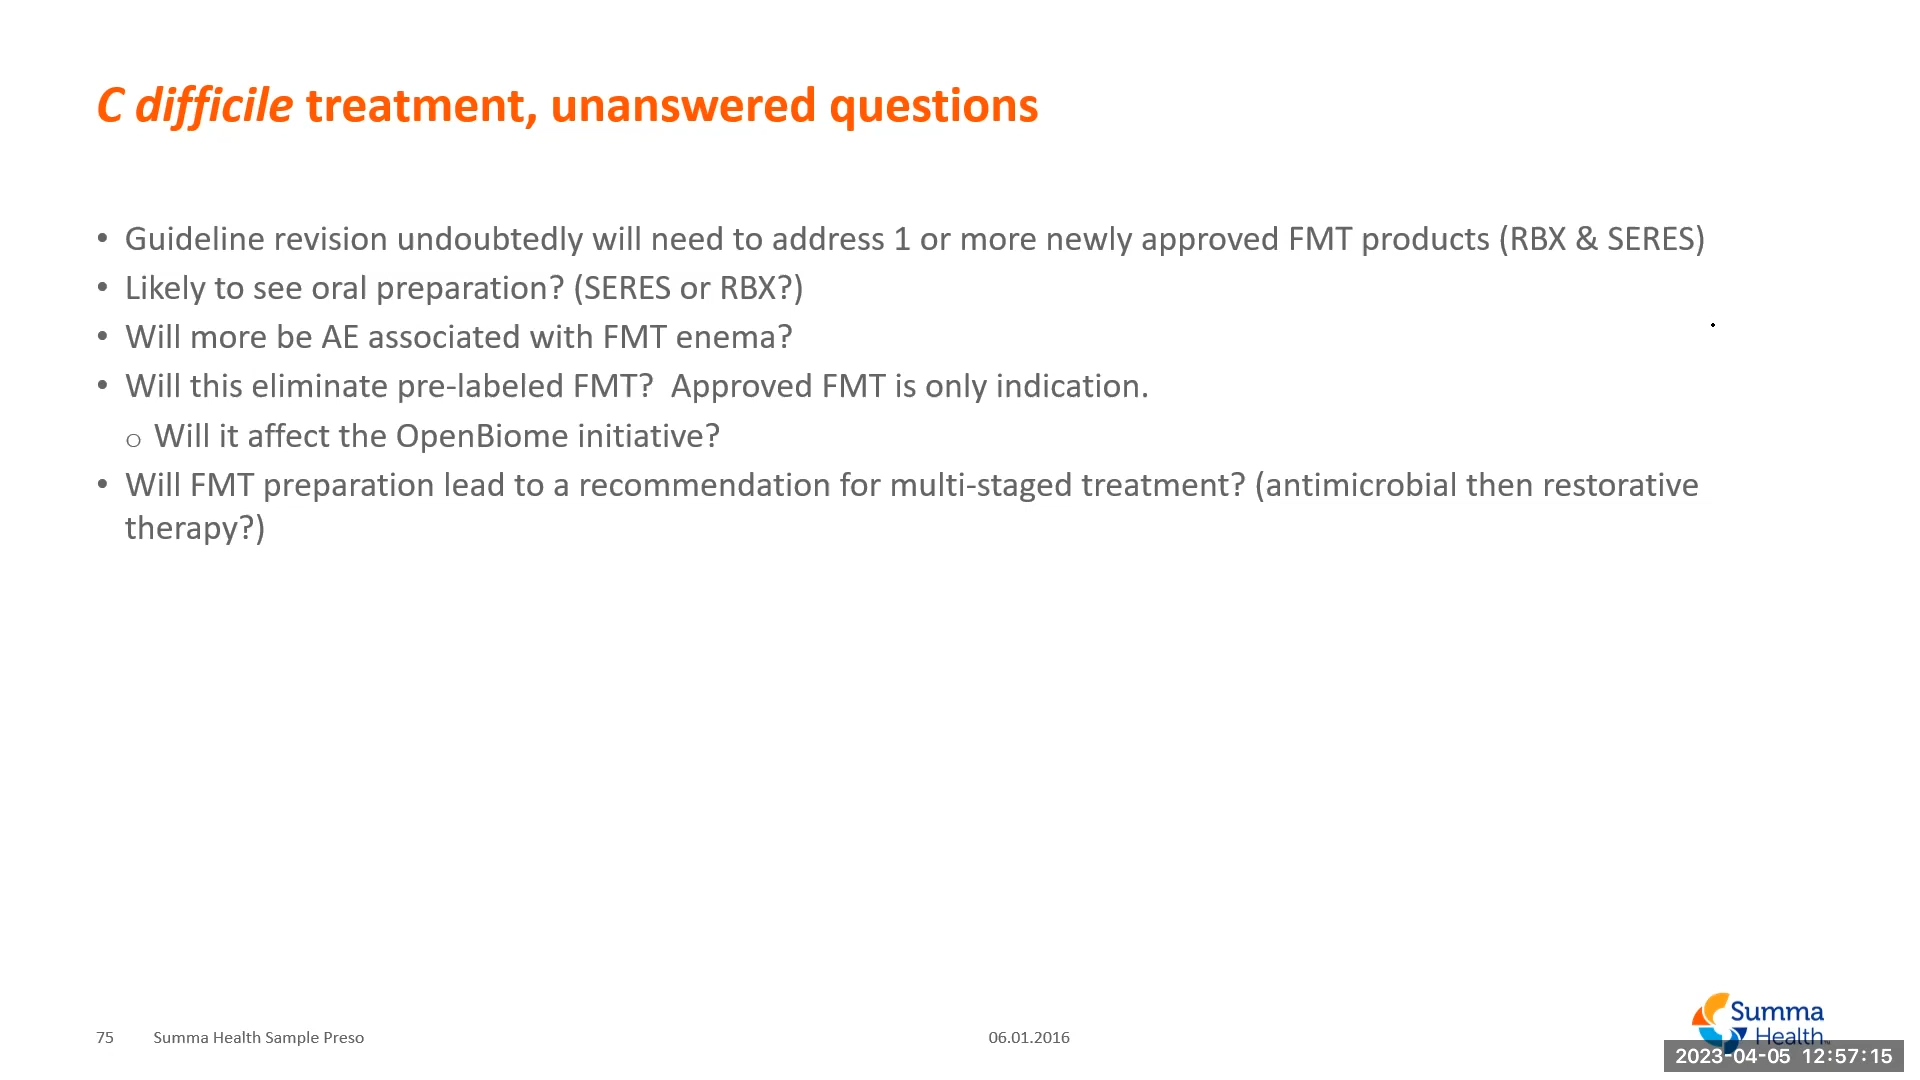 C difficile treatment, unanswered questions
• Guideline revision undoubtedly will need to address 1 or more newly approved FMT products (RBX & SERES)
• Likely to see oral preparation? (SERES or RBX?)
• Will more be AE associated with FMT enema?
• Will this eliminate pre-labeled FMT?  Approved FMT is only indication.
o Will it affect the OpenBiome initiative?
• Will FMT preparation lead to a recommendation for multi-staged treatment? (antimicrobial then restorative
therapy?)
75 Summa Health Sample Preso 06.01.2016
Summa
Health
2023-04-05 12:57:15